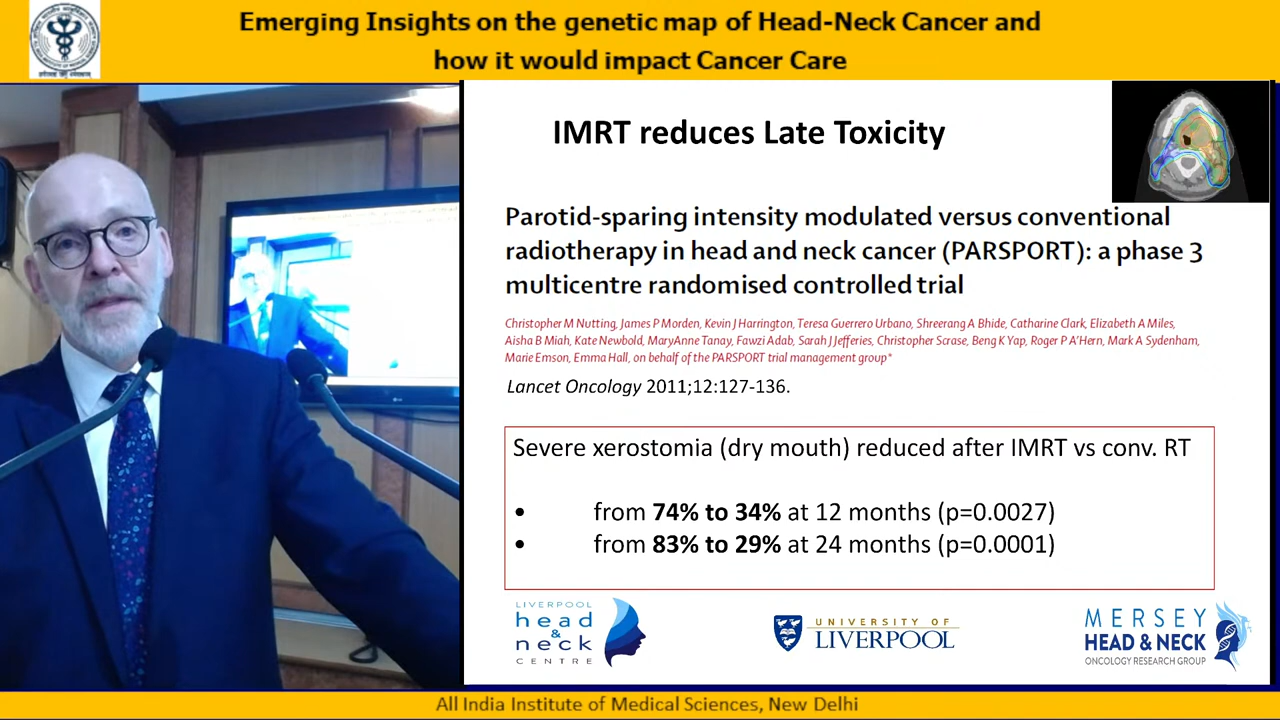 Emerging Insights on the genetic map of Head-Neck Cancer and
how it would impact Cancer Care
IMRT reduces Late Toxicity
Parotid-sparing intensity modulated versus conventional
radiotherapy in head and neck cancer (PARSPORT): a phase 3
multicentre randomised controlled trial
Christopher M Nutting, James P Morden, Kevin J Harrington, Teresa Guerrero Urbano, Shreerang A Bhide, Catharine Clark, Elizabeth A Miles,
Aisha B Miah, Kate Newbold, MaryAnne Tanay, Fawzi Adab, Sarah J Jefferies, Christopher Scrase, Beng K Yap, Roger P A'Hern, Mark A Sydenham,
Marie Emson, Emma Hall, on behalf of the PARSPORT trial management group*
Lancet Oncology 2011;12:127-136.
Severe xerostomia (dry mouth) reduced after IMRT vs conv. RT
• from 74% to 34% at 12 months (p=0.0027)
• from 83% to 29% at 24 months (p=0.0001)
LIVERPOOL
head
&
neck
CENTRE
UNIVERSITY OF
LIVERPOOL
MERSEY
HEAD & NECK
ONCOLOGY RESEARCH GROUP
All India Institute of Medical Sciences, New Delhi